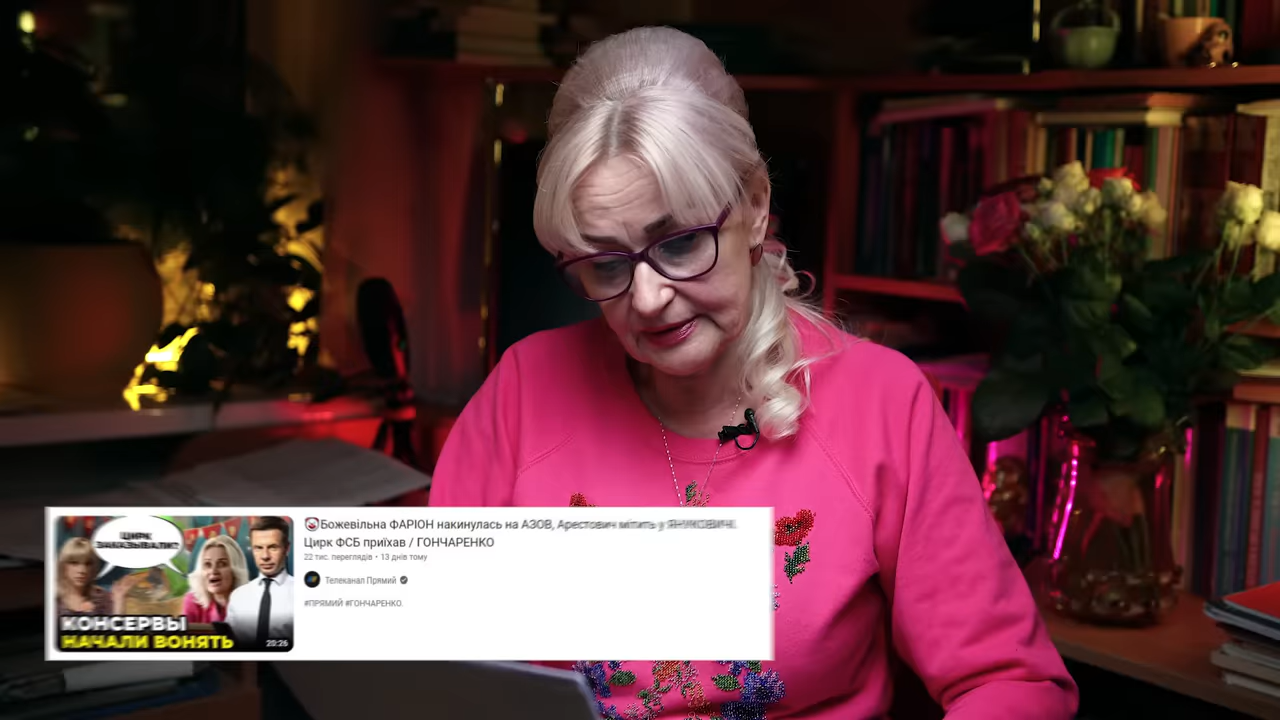 ЦИРК
ЗАКАЗЫВАЛИ?
КОНСЕРВЫ
НАЧАЛИ ВОНЯТЬ
20:26
Божевільна ФАРІОН накинулась на АЗОВ, Арестович мітить у ЯНУКОВИЧІ.
Цирк ФСБ приїхав / ГОНЧАРЕНКО
22 тис. переглядів • 13 днів тому
Телеканал Прямий
#ПРЯМИЙ #ГОНЧАРЕНКО